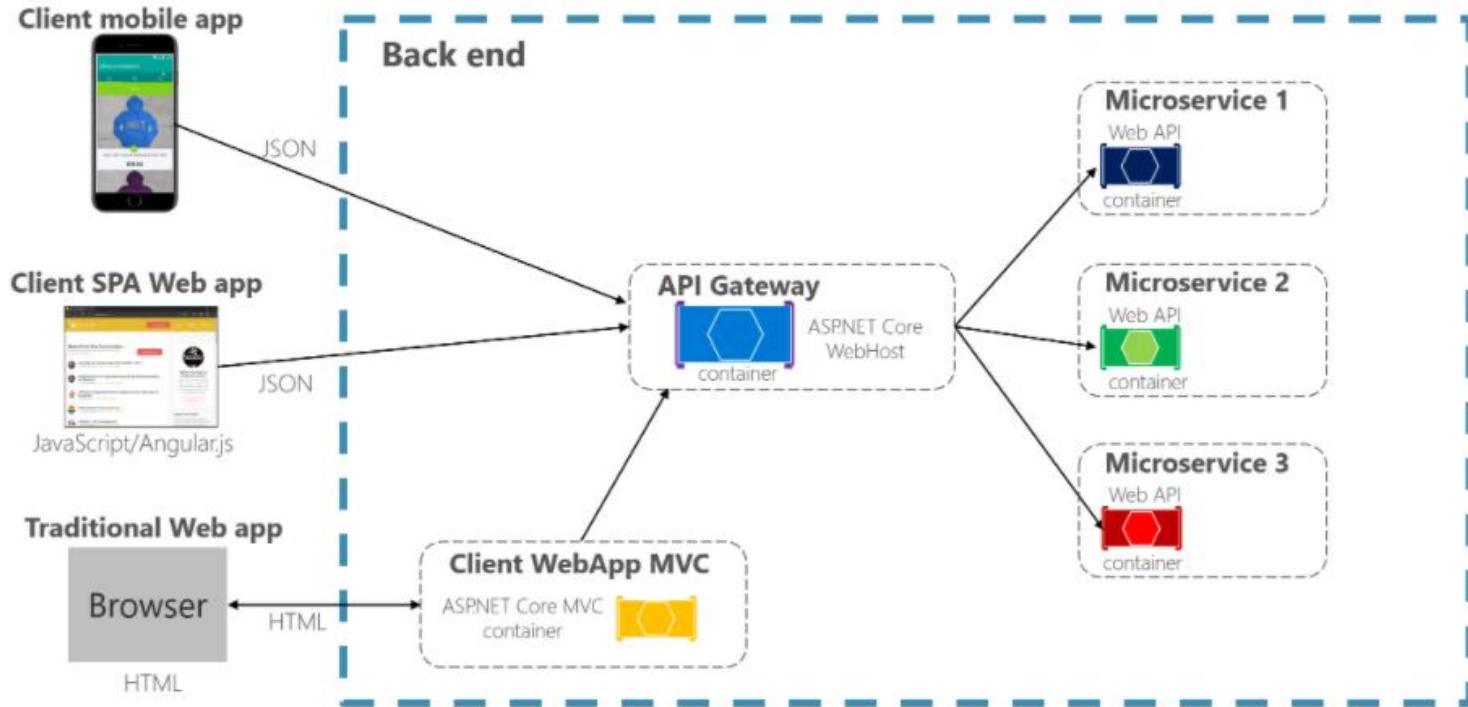 Client mobile app
JSON
Client SPA Web app
JSON
JavaScript/Angular.js
Traditional Web app
Browser
HTML
HTML
Back end
API Gateway
ASP.NET Core
WebHost
container
Client WebApp MVC
ASP.NET Core MVC
container
Microservice 1
Web API
container
Microservice 2
Web API
container
Microservice 3
Web API
container